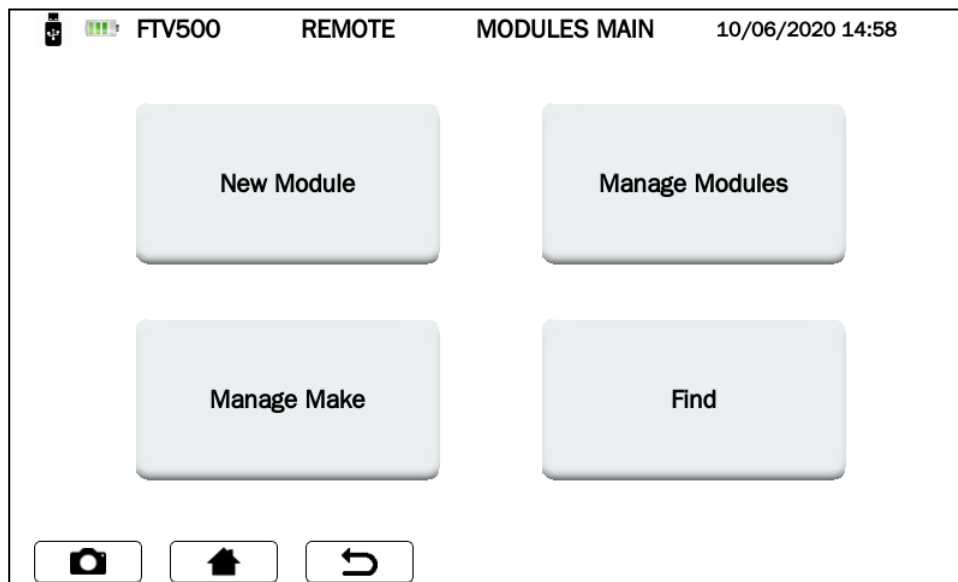 FTV500 REMOTE MODULES MAIN 10/06/2020 14:58
New Module Manage Modules
Manage Make Find